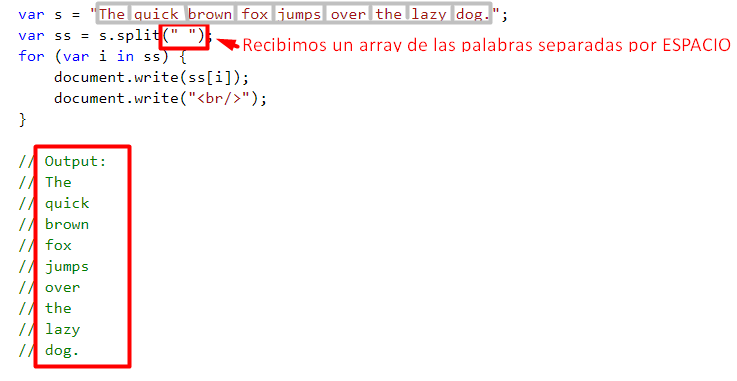 var s = "The quick brown fox jumps over the lazy dog.";
var ss = s.split(" ");
Recibimos un array de las palabras separadas por ESPACIO
for (var i in ss) {
document.write(ss[i]);
document.write("<br/>");
}
// Output:
// The
// quick
// brown
// fox
// jumps
// over
// the
// lazy
// dog.